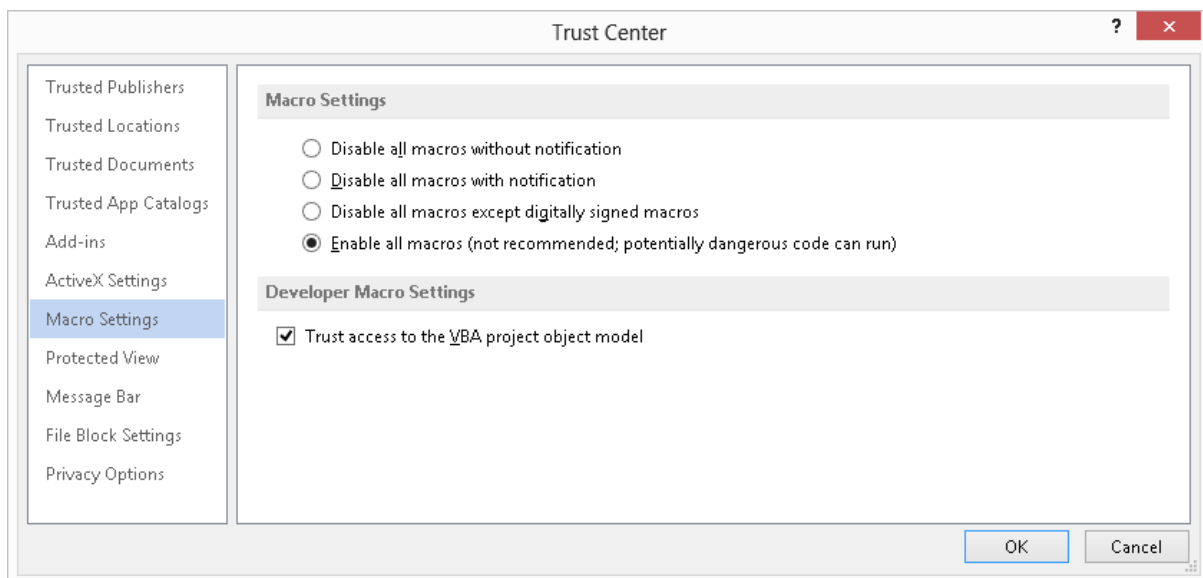 Trust Center
?
Trusted Publishers
Trusted Locations
Trusted Documents
Trusted App Catalogs
Add-ins
ActiveX Settings
Macro Settings
Protected View
Message Bar
File Block Settings
Privacy Options
Macro Settings
Disable all macros without notification
Disable all macros with notification
Disable all macros except digitally signed macros
Enable all macros (not recommended; potentially dangerous code can run)
Developer Macro Settings
Trust access to the VBA project object model
OK
Cancel